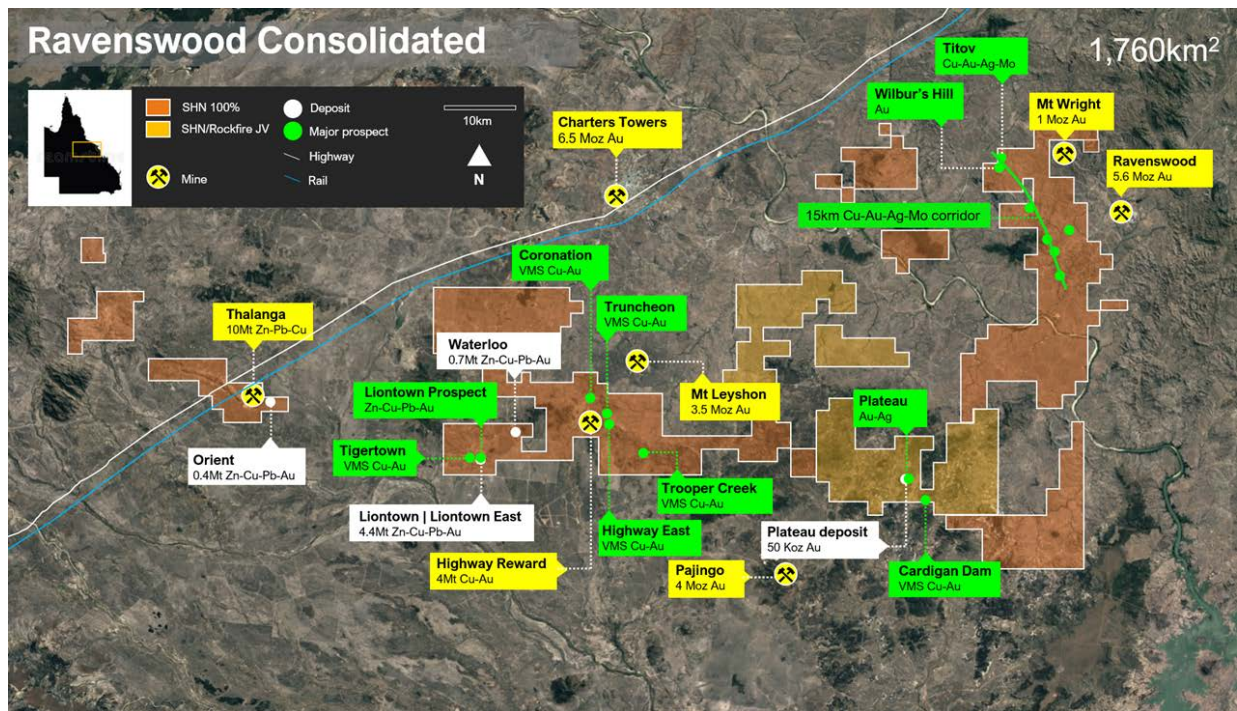 Ravenswood Consolidated
1,760km²
SHN 100%
SHN/Rockfire JV
Mine
Deposit
Major prospect
Highway
Rail
10km
N
Titov
Cu-Au-Ag-Mo
Wilbur's Hill
Au
Mt Wright
1 Moz Au
Charters Towers
6.5 Moz Au
Ravenswood
5.6 Moz Au
15km Cu-Au-Ag-Mo corridor
Coronation
VMS Cu-Au
Truncheon
VMS Cu-Au
Thalanga
10Mt Zn-Pb-Cu
Waterloo
0.7Mt Zn-Cu-Pb-Au
Liontown Prospect
Zn-Cu-Pb-Au
Mt Leyshon
3.5 Moz Au
Plateau
Au-Ag
Tigertown
VMS Cu-Au
Orient
0.4Mt Zn-Cu-Pb-Au
Trooper Creek
VMS Cu-Au
Liontown | Liontown East
4.4Mt Zn-Cu-Pb-Au
Highway East
VMS Cu-Au
Plateau deposit
50 Koz Au
Highway Reward
4Mt Cu-Au
Pajingo
4 Moz Au
Cardigan Dam
VMS Cu-Au